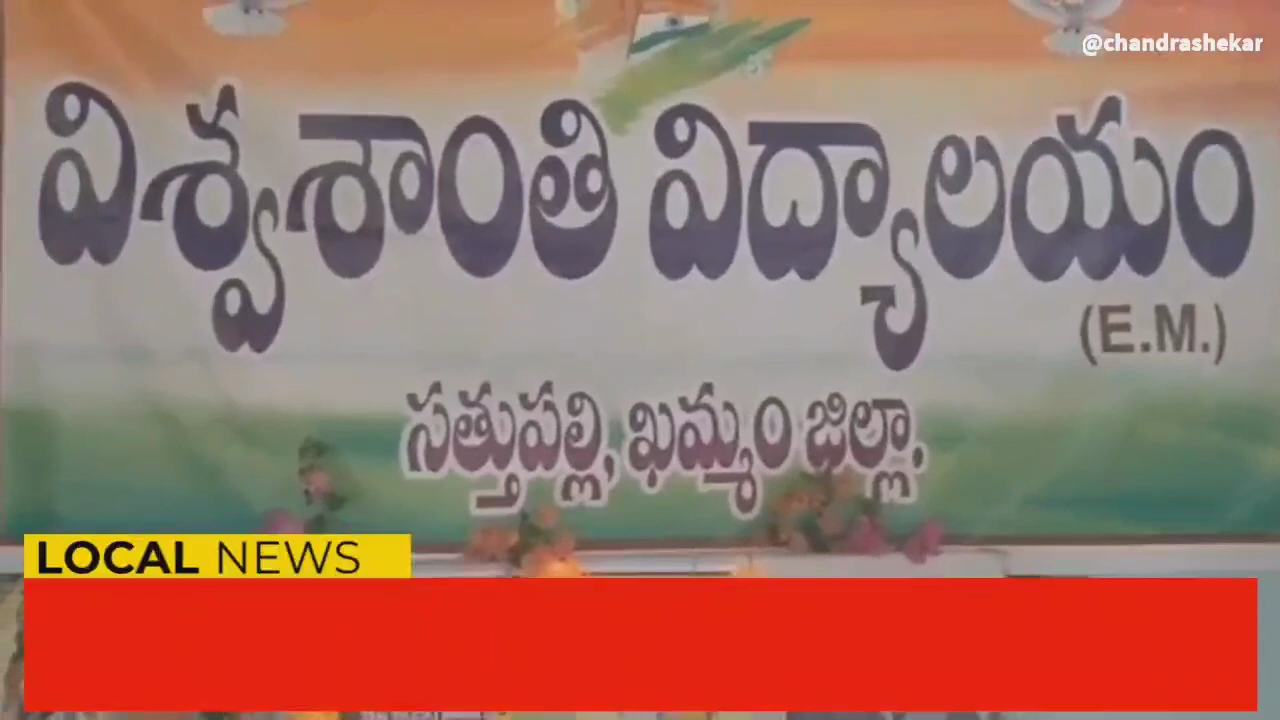 @chandrashekar
విశ్వశాంతి విద్యాలయం
(E.M.)
సత్తుపల్లి, ఖమ్మం జిల్లా.
LOCAL NEWS